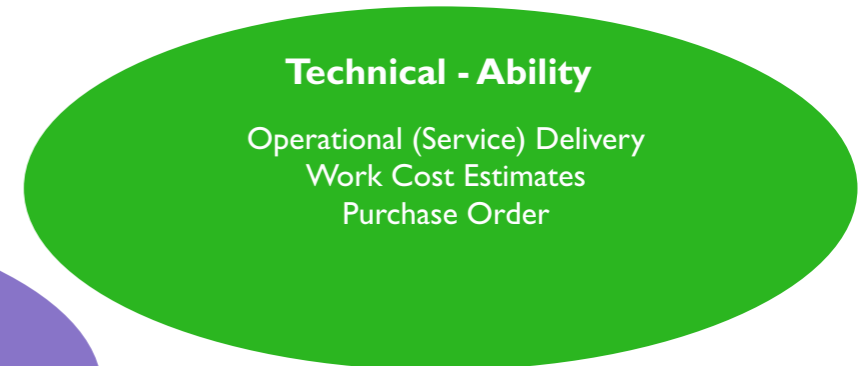 Technical - Ability
Operational (Service) Delivery
Work Cost Estimates
Purchase Order